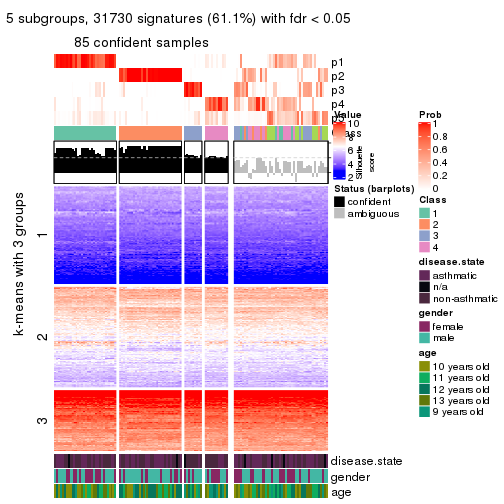 5 subgroups, 31730 signatures (61.1%) with fdr < 0.05
85 confident samples
p1
p2
p3
p4
Class
Value
10
8
6
4
2
Silhouette
score
Status (barplots)
confident
ambiguous
Prob
1
0.8
0.6
0.4
0.2
0
Class
1
2
3
4
disease.state
asthmatic
n/a
non-asthmatic
gender
female
male
age
10 years old
11 years old
12 years old
13 years old
9 years old
k-means with 3 groups
1
2
3
disease.state
gender
age